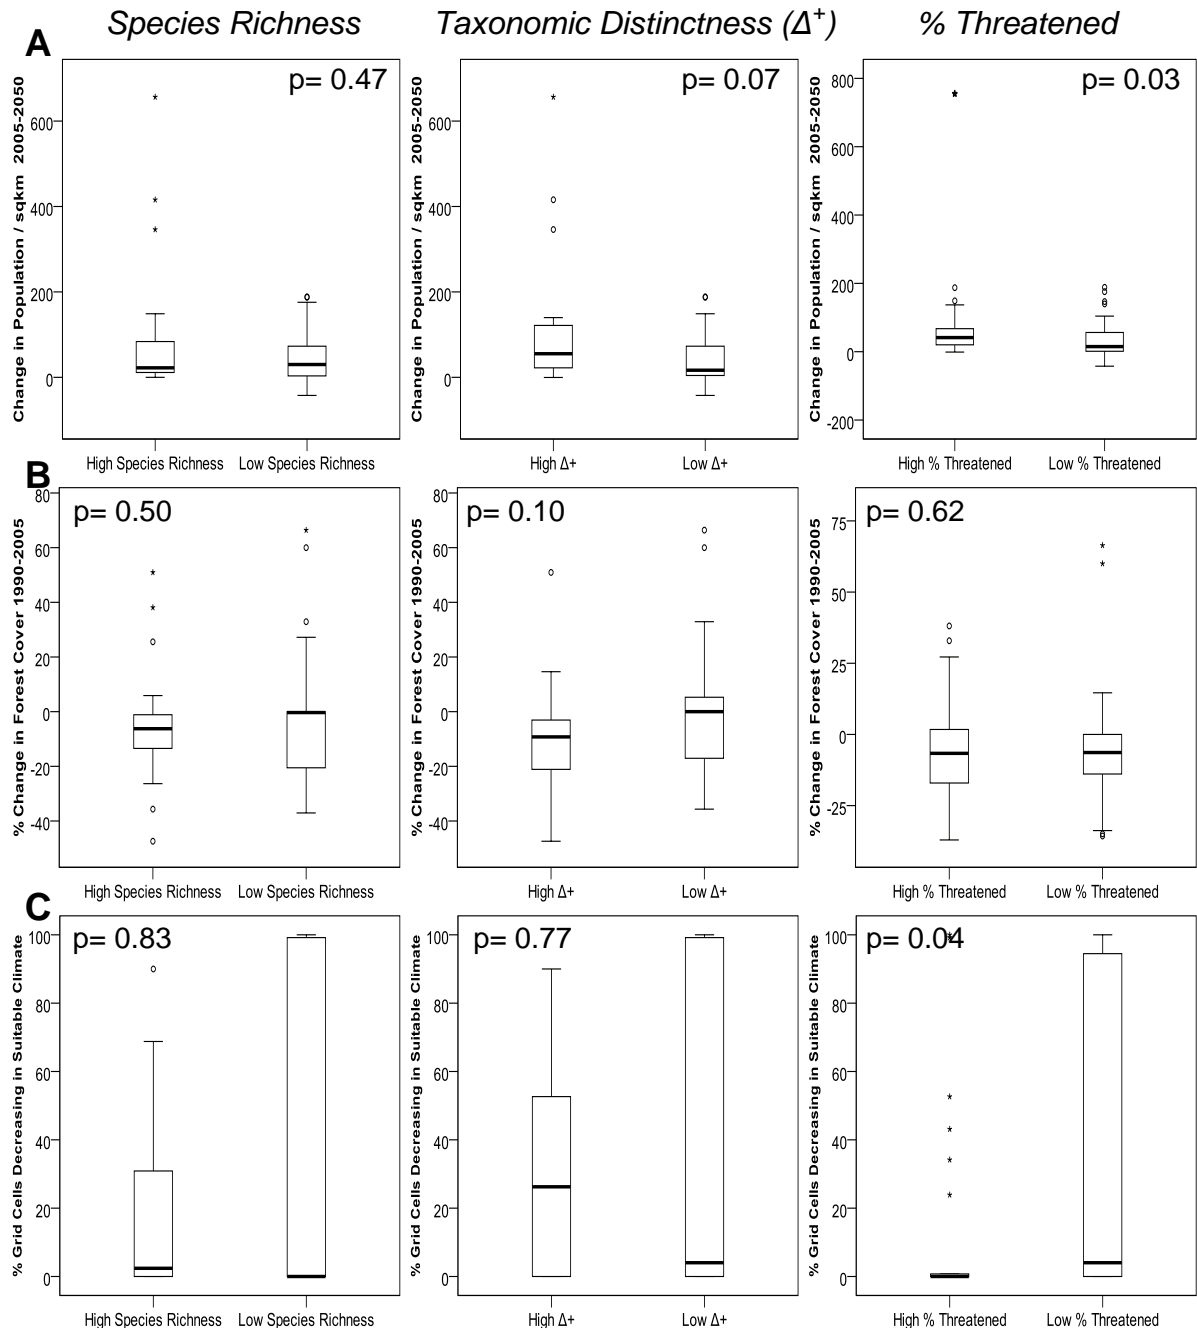 Species Richness
Taxonomic Distinctness (Δ+)
% Threatened
A
Change in Population / sqkm 2005-2050
600
400
200
0
p= 0.47
High Species Richness
Low Species Richness
Change in Population / sqkm 2005-2050
600
400
200
0
p= 0.07
High Δ+
Low Δ+
Change in Population / sqkm 2005-2050
800
600
400
200
0
-200
p= 0.03
High % Threatened
Low % Threatened
B
% Change in Forest Cover 1990-2005
80
60
40
20
0
-20
-40
p= 0.50
High Species Richness
Low Species Richness
% Change in Forest Cover 1990-2005
80
60
40
20
0
-20
-40
p= 0.10
High Δ+
Low Δ+
% Change in Forest Cover 1990-2005
75
50
25
0
-25
p= 0.62
High % Threatened
Low % Threatened
C
% Grid Cells Decreasing in Suitable Climate
100
80
60
40
20
0
p= 0.83
High Species Richness
Low Species Richness
% Grid Cells Decreasing in Suitable Climate
100
80
60
40
20
0
p= 0.77
High Δ+
Low Δ+
% Grid Cells Decreasing in Suitable Climate
100
80
60
40
20
0
p= 0.04
High % Threatened
Low % Threatened